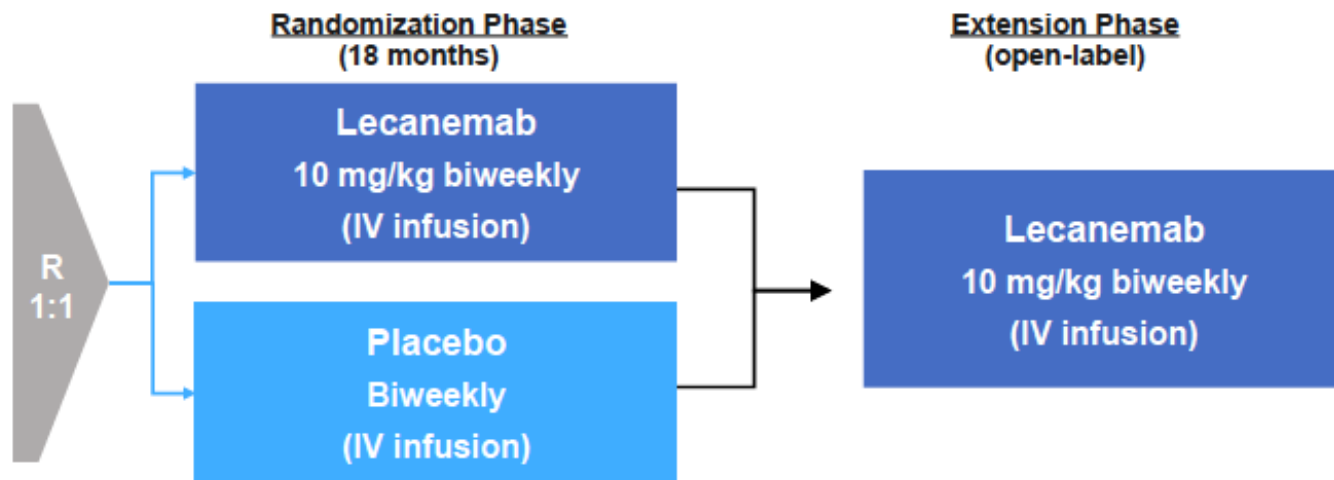 Randomization Phase
(18 months)
Extension Phase
(open-label)
R
1:1
Lecanemab
10 mg/kg biweekly
(IV infusion)
Placebo
Biweekly
(IV infusion)
Lecanemab
10 mg/kg biweekly
(IV infusion)